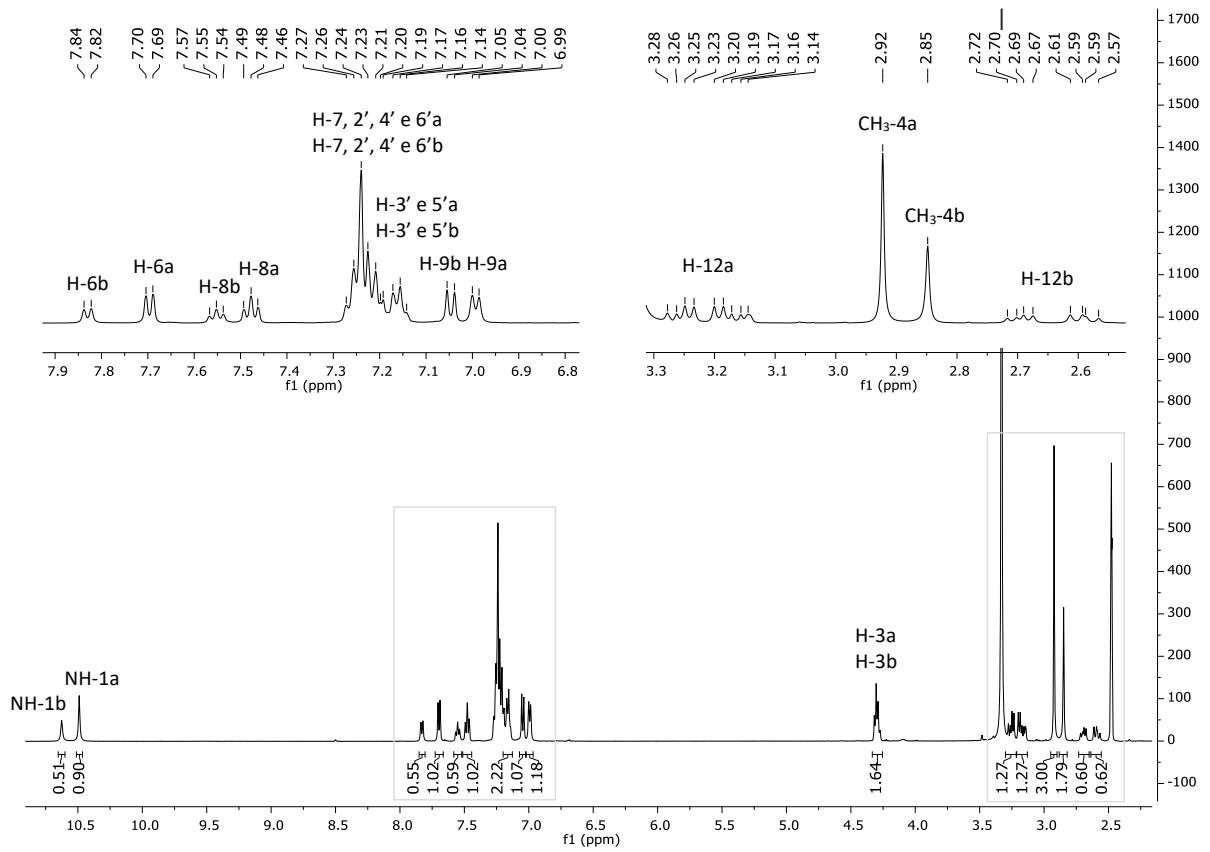 7.84 7.82 7.70 7.69 7.57 7.55 7.54 7.49 7.48 7.46 7.27 7.26 7.24 7.23 7.21 7.20 7.19 7.17 7.16 7.14 7.05 7.04 7.00 6.99
3.28 3.26 3.25 3.23 3.20 3.19 3.17 3.16 3.14 2.92 2.85 2.72 2.70 2.69 2.67 2.61 2.59 2.59 2.57
H-7, 2', 4' e 6'a
H-7, 2', 4' e 6'b
H-3' e 5'a
H-3' e 5'b
H-6b
H-6a
H-8b
H-8a
H-9b
H-9a
7.9 7.8 7.7 7.6 7.5 7.4 7.3 7.2 7.1 7.0 6.9 6.8
f1 (ppm)
CH₃-4a
CH₃-4b
H-12a
H-12b
3.3 3.2 3.1 3.0 2.9 2.8 2.7 2.6
f1 (ppm)
1700
1600
1500
1400
1300
1200
1100
1000
900
800
700
600
500
400
300
200
100
0
-100
NH-1b
NH-1a
H-3a
H-3b
0.51 0.90 0.55 1.02 0.59 1.02 2.22 1.07 1.18 1.64 1.27 1.27 3.00 1.79 0.60 0.62
10.5 10.0 9.5 9.0 8.5 8.0 7.5 7.0 6.5 6.0 5.5 5.0 4.5 4.0 3.5 3.0 2.5
f1 (ppm)